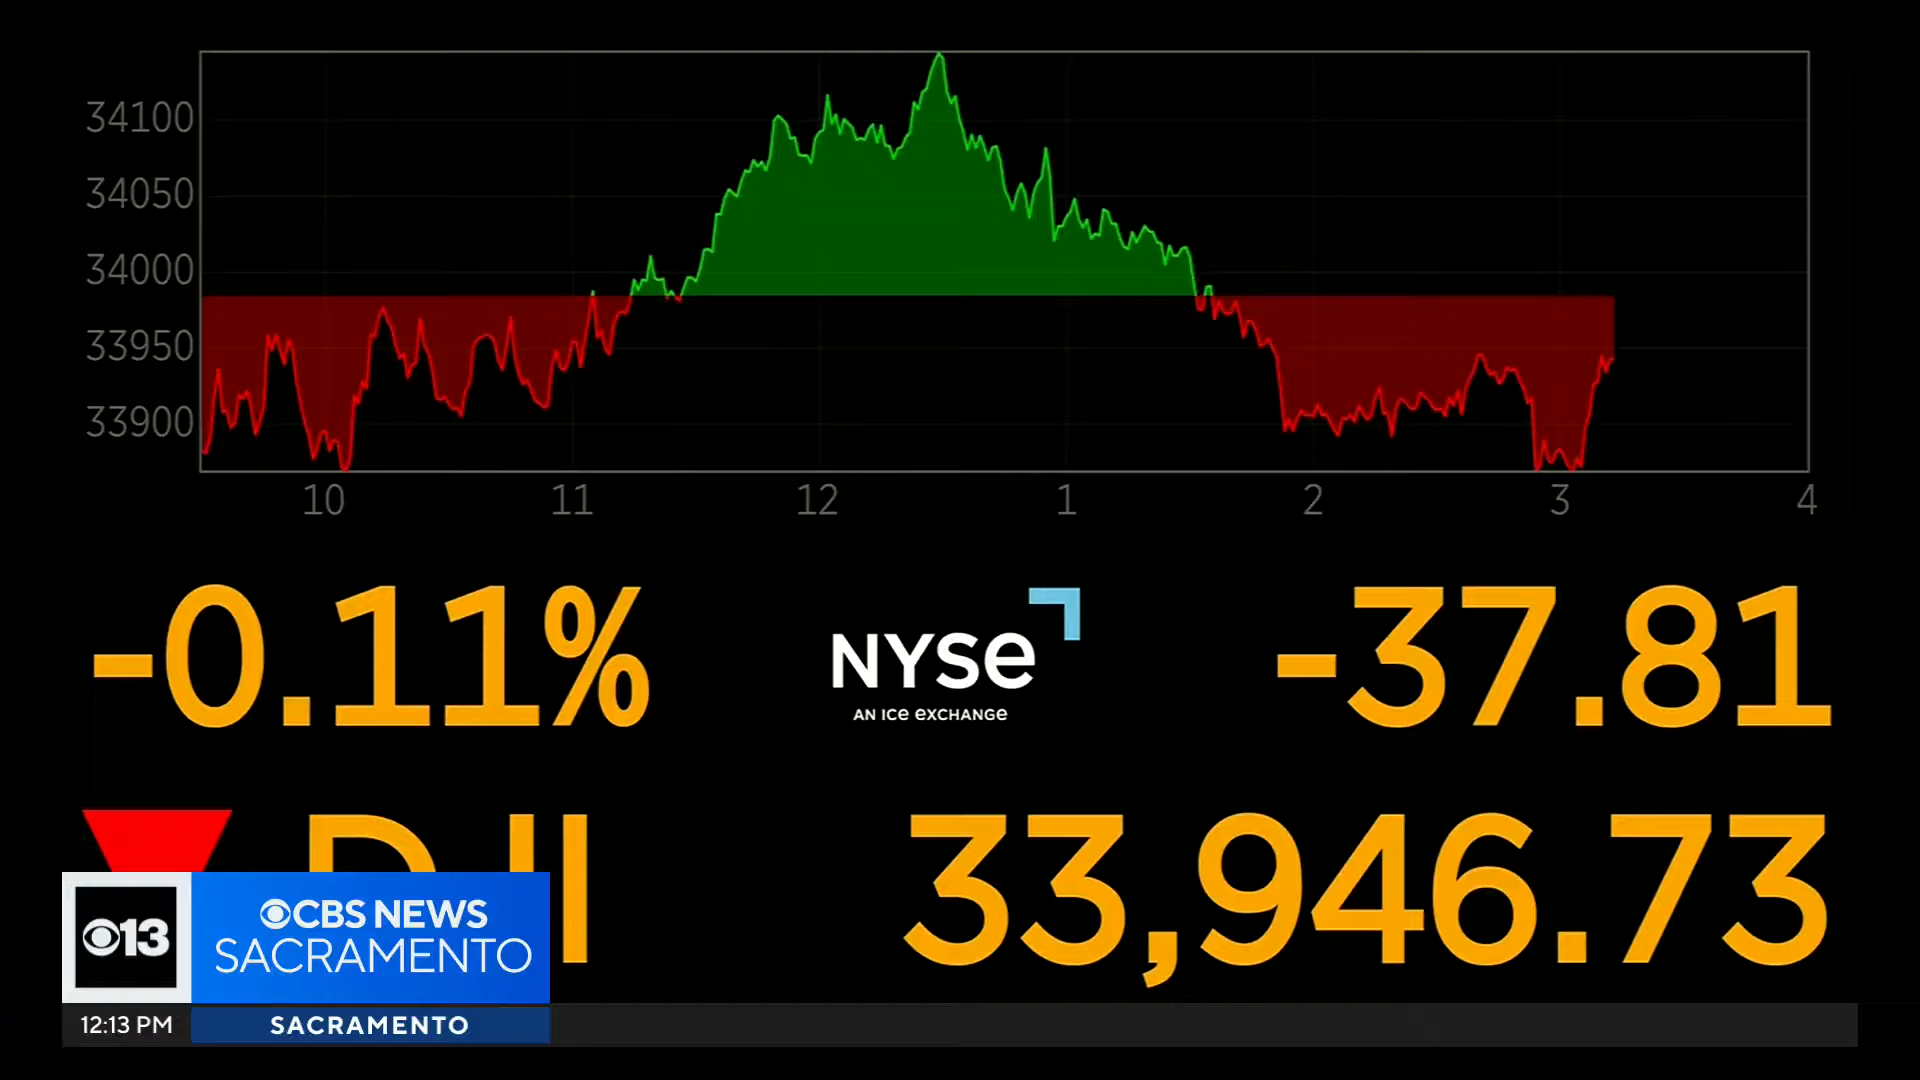 34100
34050
34000
33950
33900
10 11 12 1 2 3 4
-0.11%
NYSE
AN ICE EXCHANGE
-37.81
33,946.73
13
CBS NEWS
SACRAMENTO
12:13 PM
SACRAMENTO